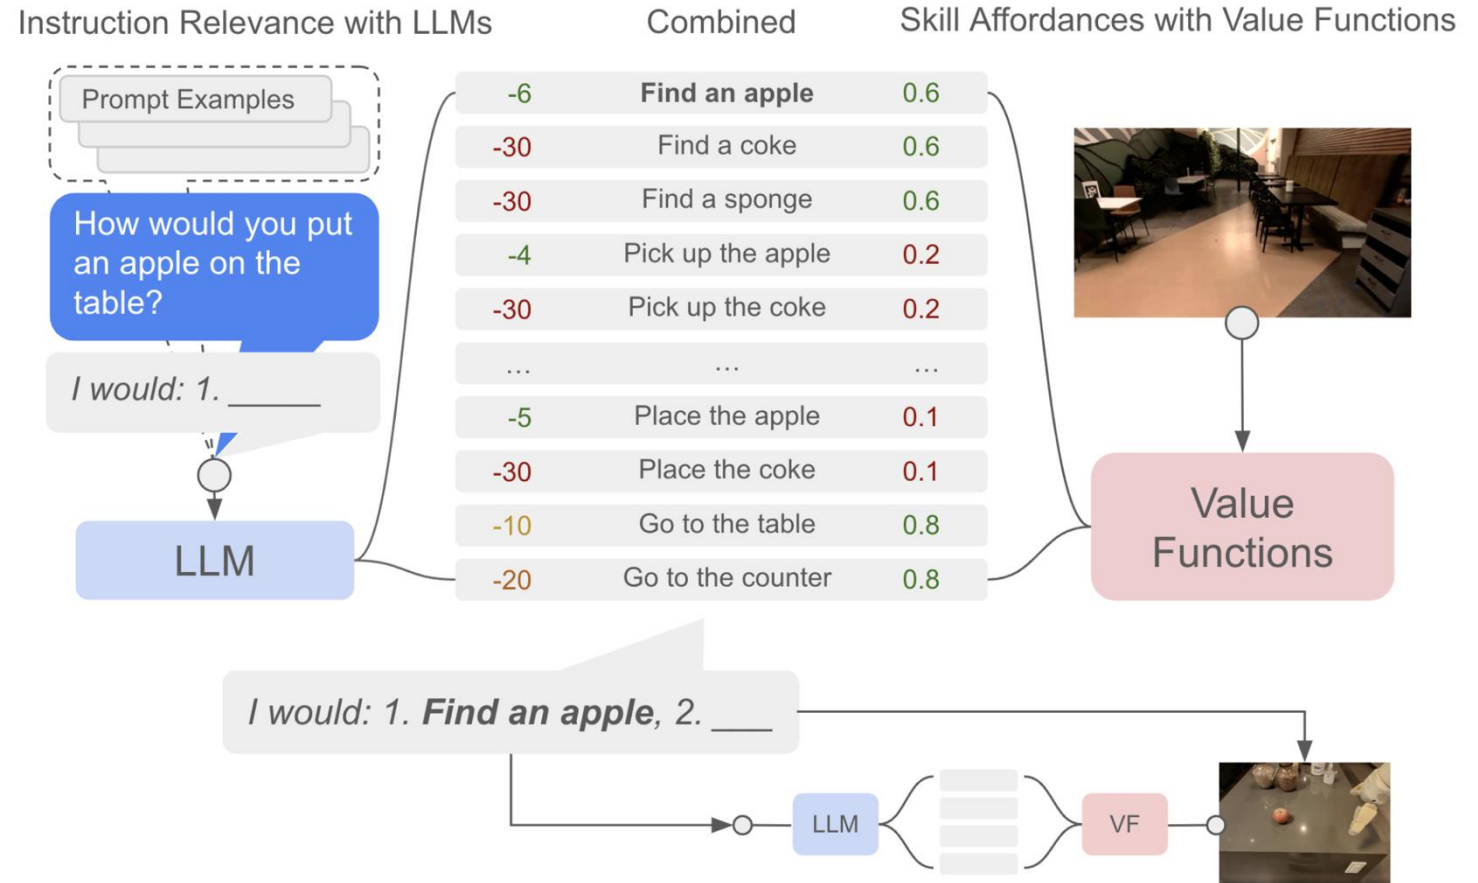 Instruction Relevance with LLMs
Combined
Skill Affordances with Value Functions
Prompt Examples
How would you put
an apple on the
table?
I would: 1. _____
LLM
-6 Find an apple 0.6
-30 Find a coke 0.6
-30 Find a sponge 0.6
-4 Pick up the apple 0.2
-30 Pick up the coke 0.2
... ... ...
-5 Place the apple 0.1
-30 Place the coke 0.1
-10 Go to the table 0.8
-20 Go to the counter 0.8
Value
Functions
I would: 1. Find an apple, 2. ___
LLM
VF